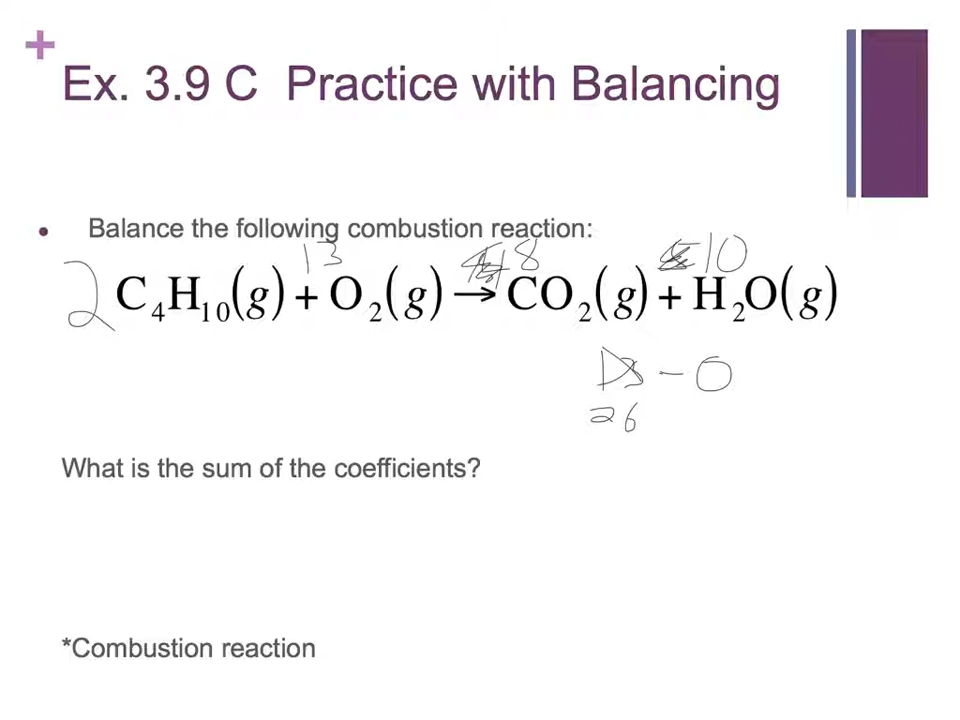 +
Ex. 3.9 C Practice with Balancing
• Balance the following combustion reaction:
13 8 10
2 C₄H₁₀(g) + O₂(g) → CO₂(g) + H₂O(g)
13 - O
26
What is the sum of the coefficients?
*Combustion reaction